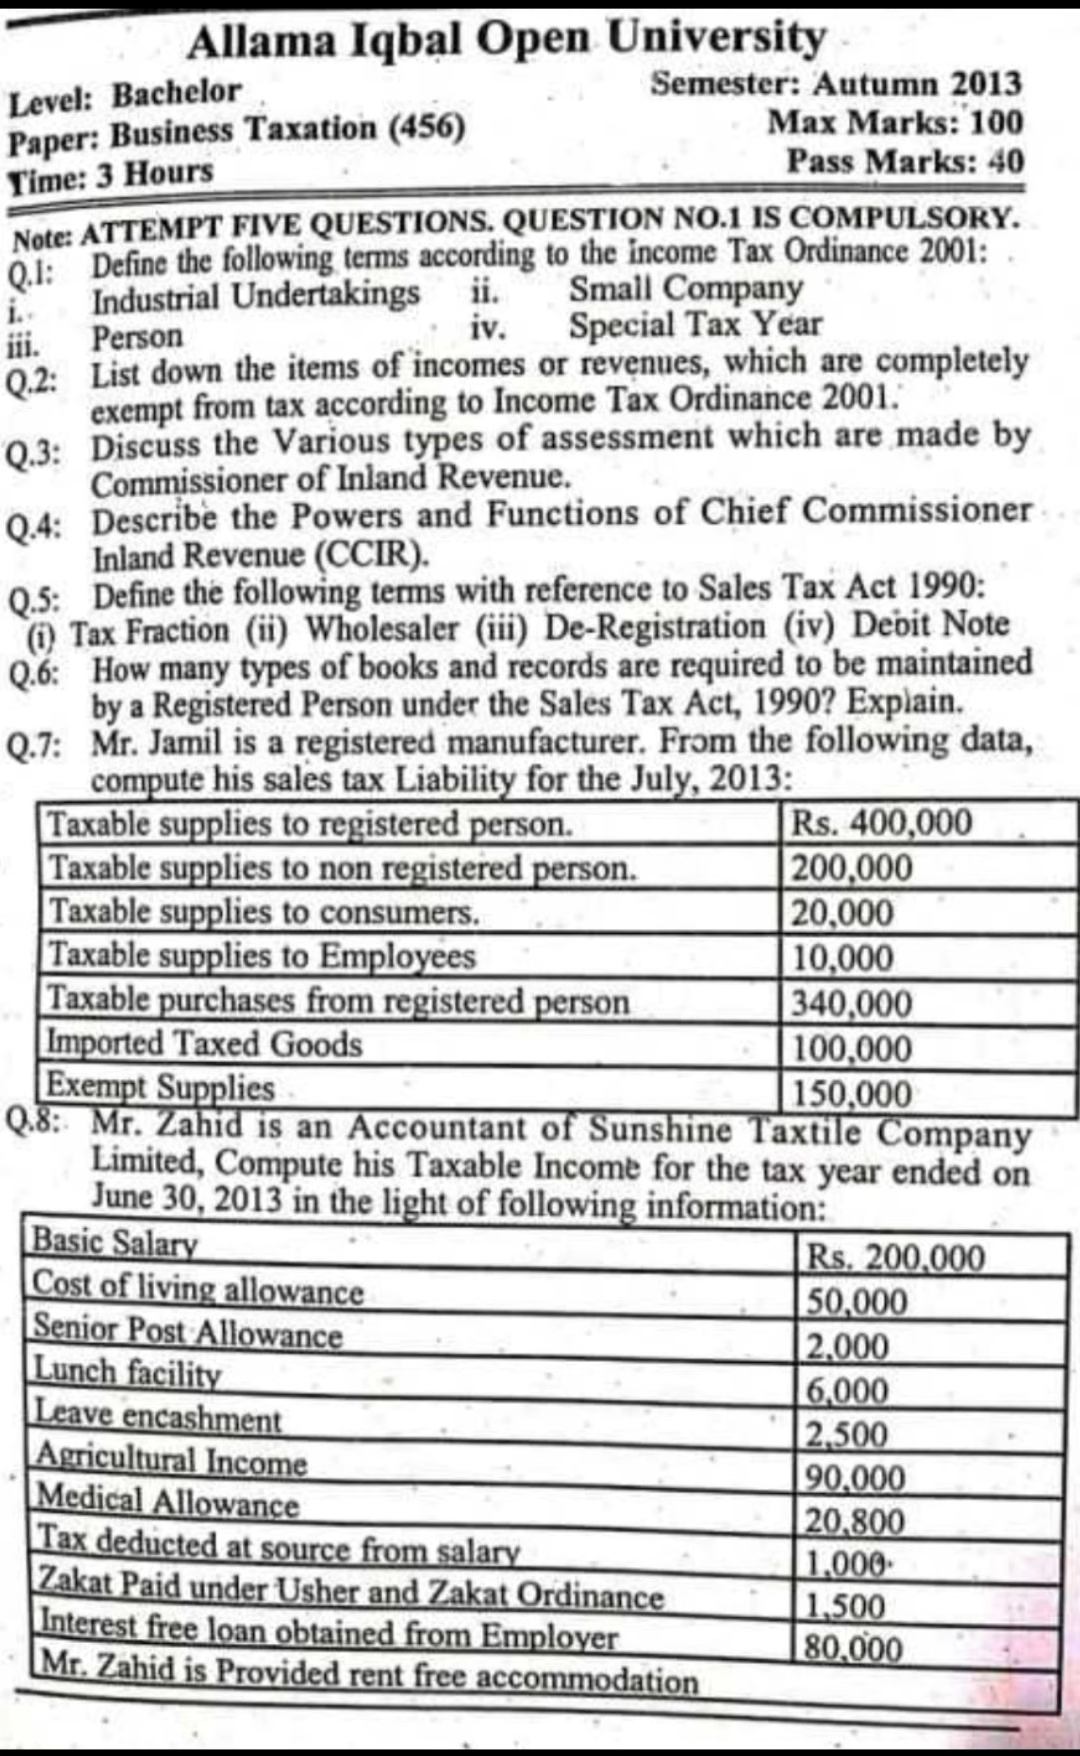 Allama Iqbal Open University
Level: Bachelor Semester: Autumn 2013
Paper: Business Taxation (456) Max Marks: 100
Time: 3 Hours Pass Marks: 40
Note: ATTEMPT FIVE QUESTIONS. QUESTION NO.1 IS COMPULSORY.
Q.1: Define the following terms according to the Income Tax Ordinance 2001:
i. Industrial Undertakings ii. Small Company
iii. Person iv. Special Tax Year
Q.2: List down the items of incomes or revenues, which are completely
exempt from tax according to Income Tax Ordinance 2001.
Q.3: Discuss the Various types of assessment which are made by
Commissioner of Inland Revenue.
Q.4: Describe the Powers and Functions of Chief Commissioner
Inland Revenue (CCIR).
Q.5: Define the following terms with reference to Sales Tax Act 1990:
(i) Tax Fraction (ii) Wholesaler (iii) De-Registration (iv) Debit Note
Q.6: How many types of books and records are required to be maintained
by a Registered Person under the Sales Tax Act, 1990? Explain.
Q.7: Mr. Jamil is a registered manufacturer. From the following data,
compute his sales tax Liability for the July, 2013:
Taxable supplies to registered person. Rs. 400,000
Taxable supplies to non registered person. 200,000
Taxable supplies to consumers. 20,000
Taxable supplies to Employees 10,000
Taxable purchases from registered person 340,000
Imported Taxed Goods 100,000
Exempt Supplies 150,000
Q.8: Mr. Zahid is an Accountant of Sunshine Taxtile Company
Limited, Compute his Taxable Income for the tax year ended on
June 30, 2013 in the light of following information:
Basic Salary Rs. 200,000
Cost of living allowance 50,000
Senior Post Allowance 2,000
Lunch facility 6,000
Leave encashment 2,500
Agricultural Income 90,000
Medical Allowance 20,800
Tax deducted at source from salary 1,000
Zakat Paid under Usher and Zakat Ordinance 1,500
Interest free loan obtained from Employer 80,000
Mr. Zahid is Provided rent free accommodation